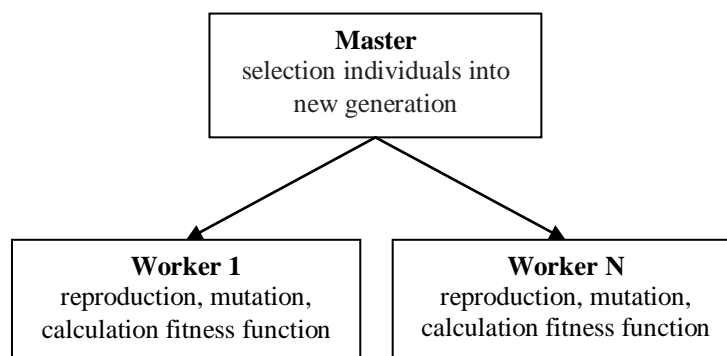 Master
selection individuals into
new generation
Worker 1
reproduction, mutation,
calculation fitness function
Worker N
reproduction, mutation,
calculation fitness function